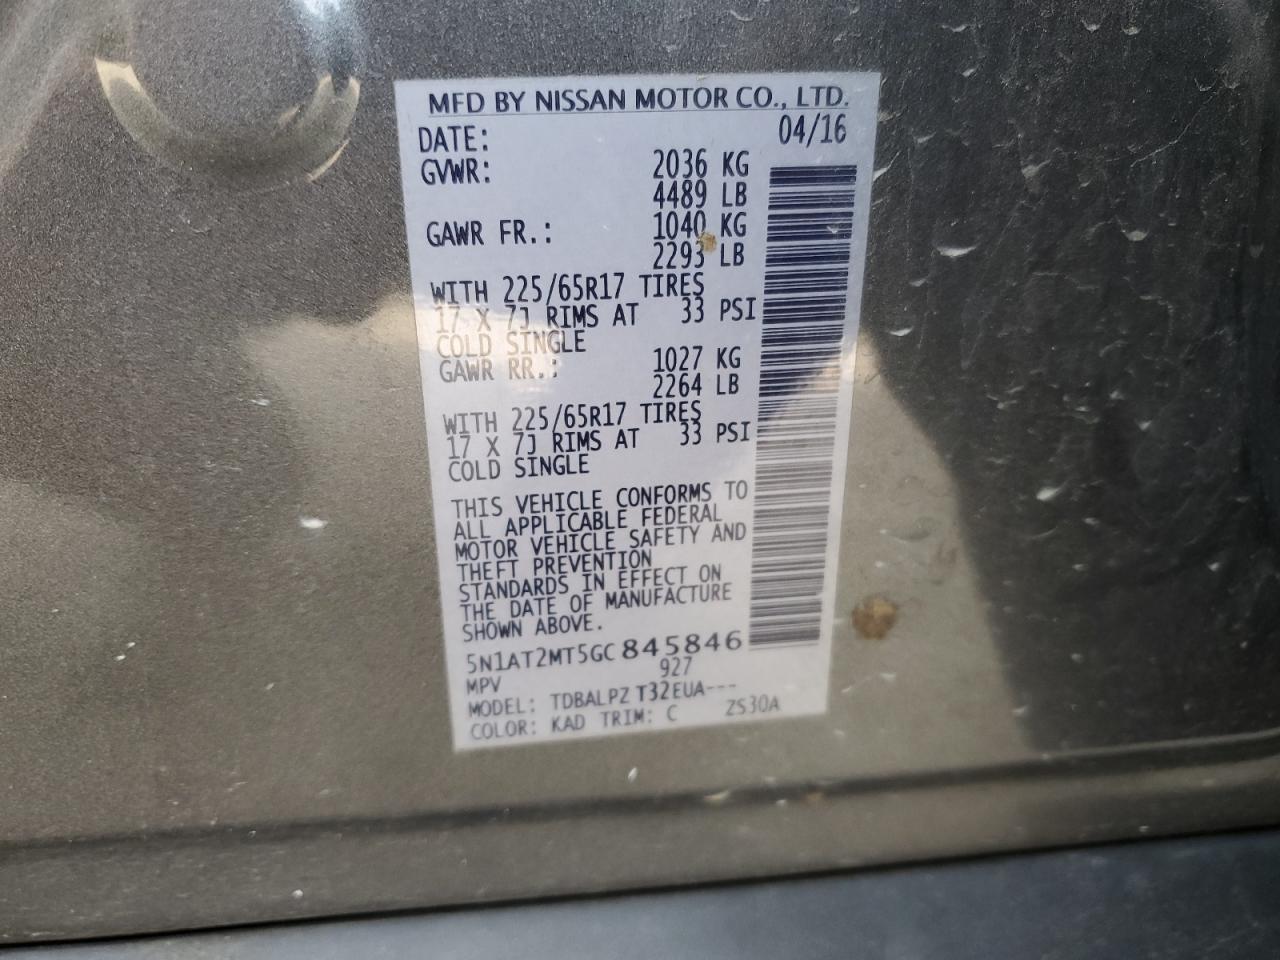 MFD BY NISSAN MOTOR CO., LTD.
DATE: 04/16
GVWR: 2036 KG
4489 LB
GAWR FR.: 1040 KG
2293 LB
WITH 225/65R17 TIRES
17 X 7J RIMS AT 33 PSI
COLD SINGLE
GAWR RR.: 1027 KG
2264 LB
WITH 225/65R17 TIRES
17 X 7J RIMS AT 33 PSI
COLD SINGLE
THIS VEHICLE CONFORMS TO
ALL APPLICABLE FEDERAL
MOTOR VEHICLE SAFETY AND
THEFT PREVENTION
STANDARDS IN EFFECT ON
THE DATE OF MANUFACTURE
SHOWN ABOVE.
5N1AT2MT5GC845846
MPV 927
MODEL: TDBALPZ T32EUA---
COLOR: KAD TRIM: C ZS30A